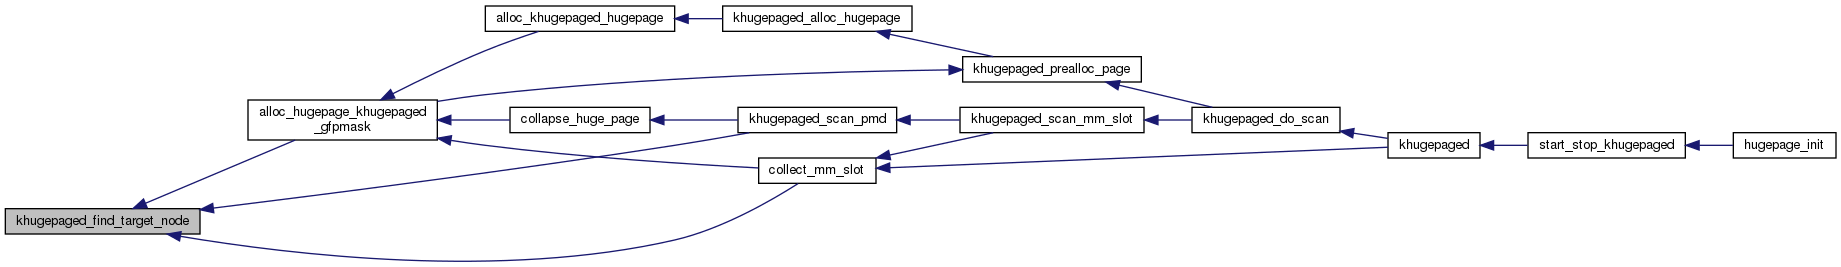 alloc_khugepaged_hugepage
khugepaged_alloc_hugepage
khugepaged_prealloc_page
alloc_hugepage_khugepaged
_gfpmask
collapse_huge_page
khugepaged_scan_pmd
khugepaged_scan_mm_slot
khugepaged_do_scan
khugepaged
start_stop_khugepaged
hugepage_init
collect_mm_slot
khugepaged_find_target_node